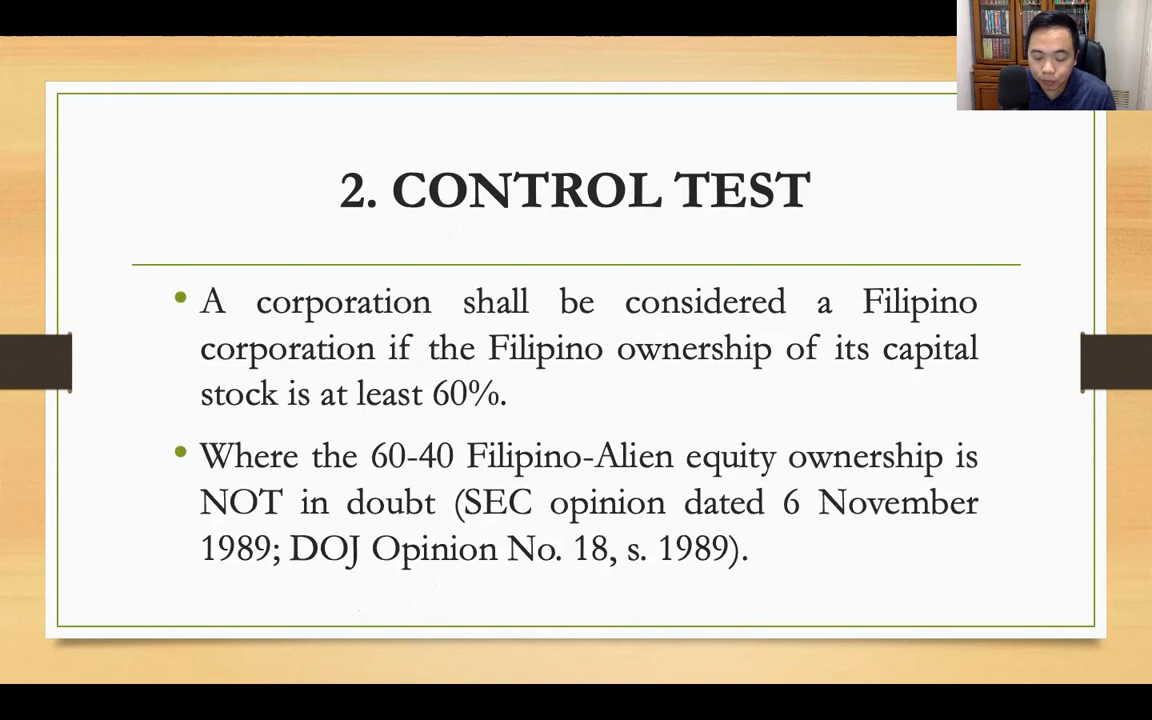 2. CONTROL TEST
• A corporation shall be considered a Filipino
corporation if the Filipino ownership of its capital
stock is at least 60%.
• Where the 60-40 Filipino-Alien equity ownership is
NOT in doubt (SEC opinion dated 6 November
1989; DOJ Opinion No. 18, s. 1989).